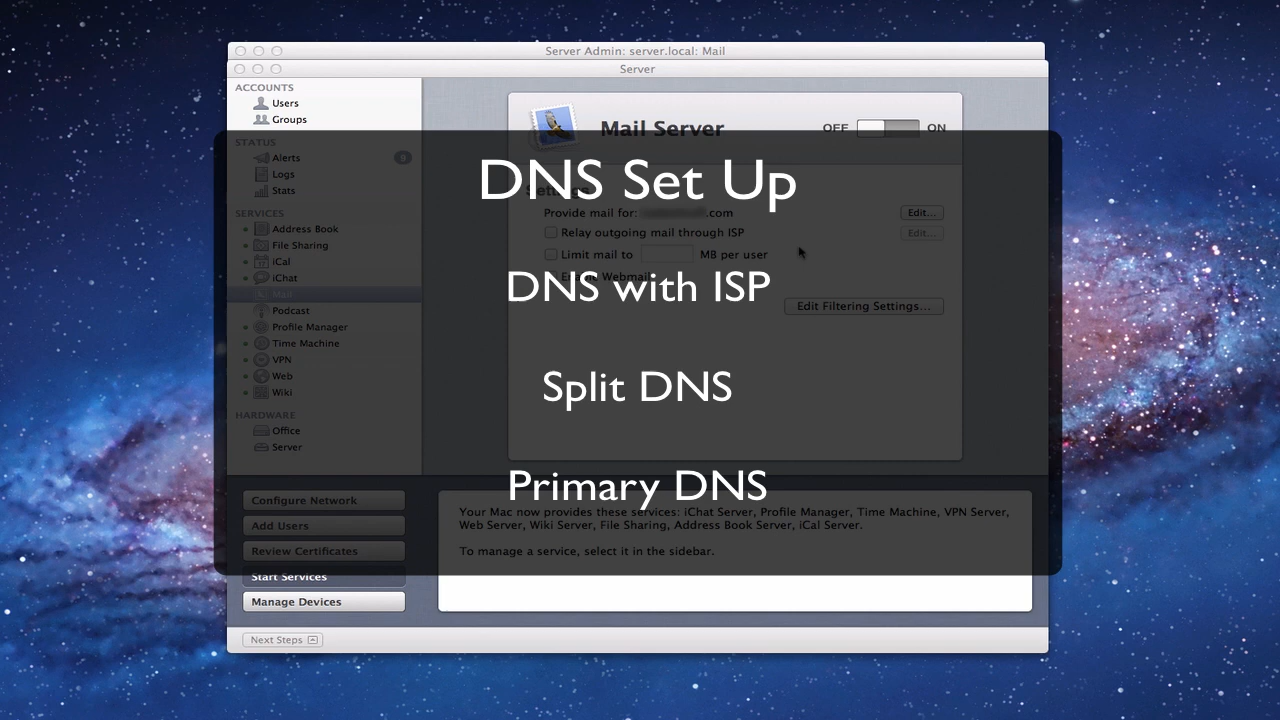 Server Admin: server.local: Mail
Server
ACCOUNTS
Users
Groups
STATUS
Alerts
Logs
Stats
SERVICES
Address Book
File Sharing
iCal
iChat
Mail
Podcast
Profile Manager
Time Machine
VPN
Web
Wiki
HARDWARE
Office
Server
Mail Server
OFF ON
DNS Set Up
Settings
Provide mail for: .com Edit...
Relay outgoing mail through ISP Edit...
Limit mail to MB per user
Enable Webmail
DNS with ISP
Edit Filtering Settings...
Split DNS
Primary DNS
Configure Network
Add Users
Review Certificates
Start Services
Manage Devices
Your Mac now provides these services: iChat Server, Profile Manager, Time Machine, VPN Server,
Web Server, Wiki Server, File Sharing, Address Book Server, iCal Server.
To manage a service, select it in the sidebar.
Next Steps